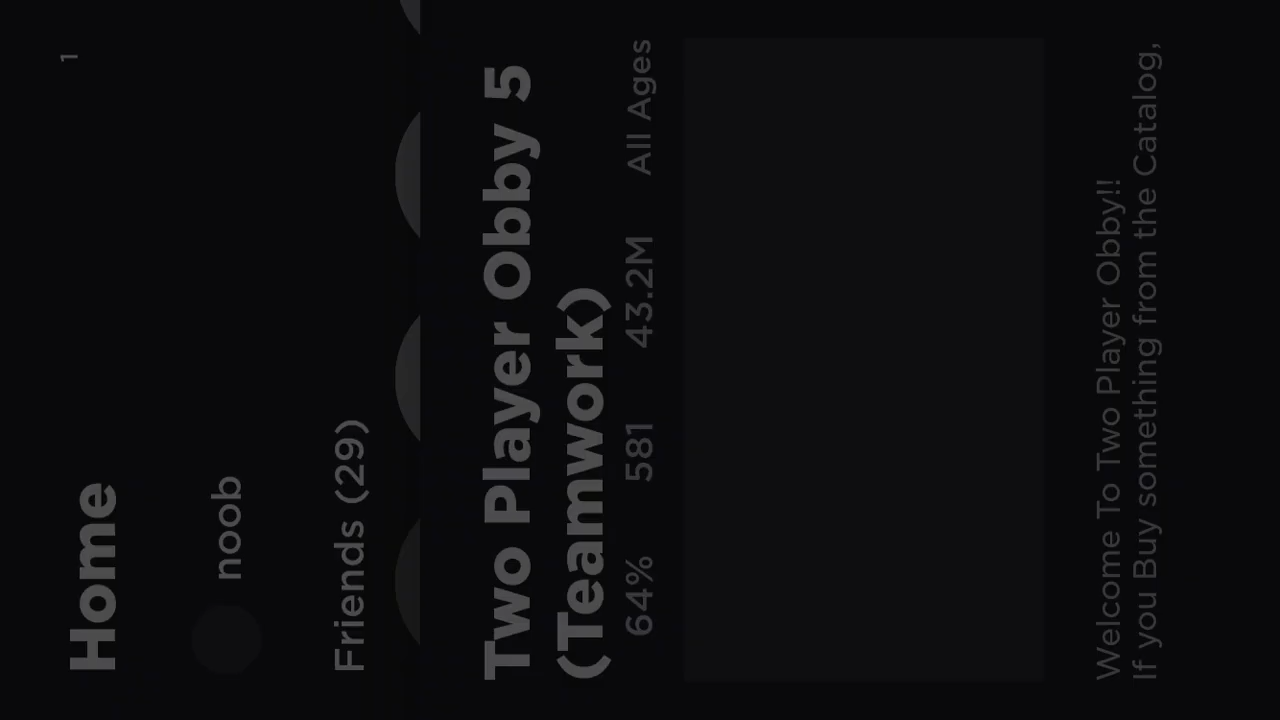 Home
1
noob
Friends (29)
Two Player Obby 5
(Teamwork)
64% 581 43.2M All Ages
Welcome To Two Player Obby!!
If you Buy something from the Catalog,